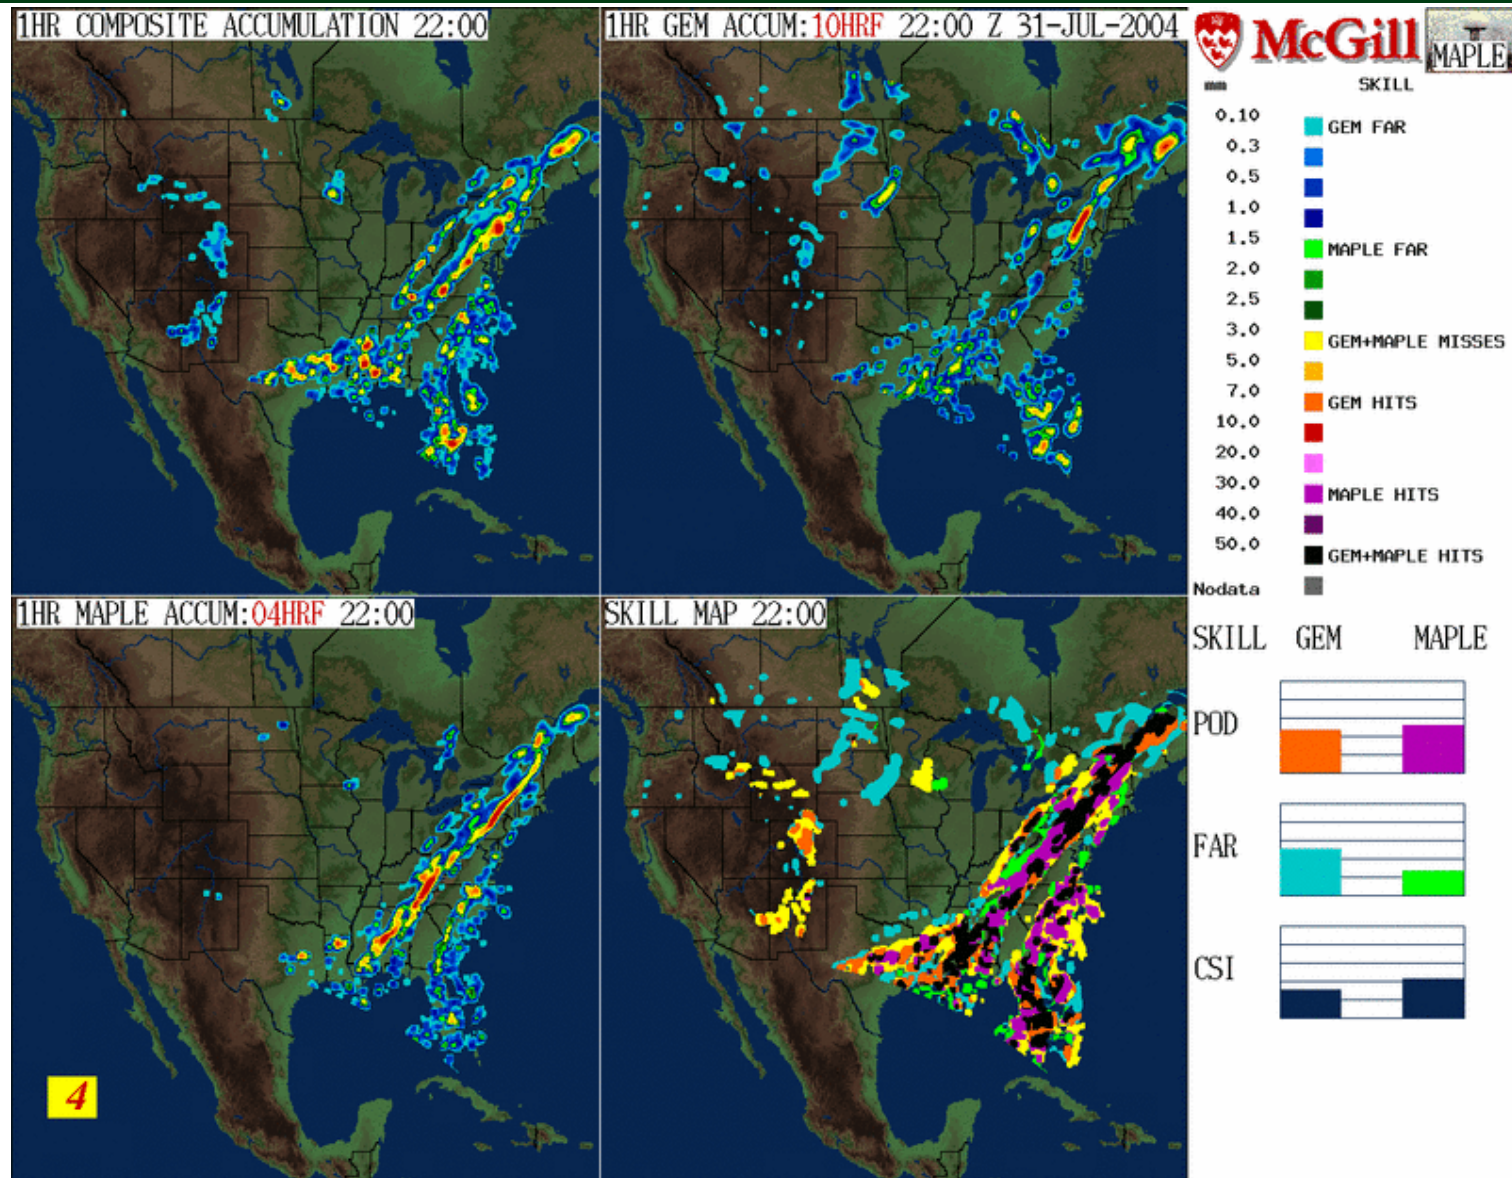 1HR COMPOSITE ACCUMULATION 22:00
1HR GEM ACCUM:10HRF 22:00 Z 31-JUL-2004
McGill
MAPLE
mm SKILL
0.10
GEM FAR
0.3
0.5
1.0
1.5
MAPLE FAR
2.0
2.5
3.0
GEM+MAPLE MISSES
5.0
7.0
GEM HITS
10.0
20.0
30.0
MAPLE HITS
40.0
50.0
GEM+MAPLE HITS
Nodata
1HR MAPLE ACCUM:04HRF 22:00
SKILL MAP 22:00
SKILL GEM MAPLE
POD
FAR
CSI
4